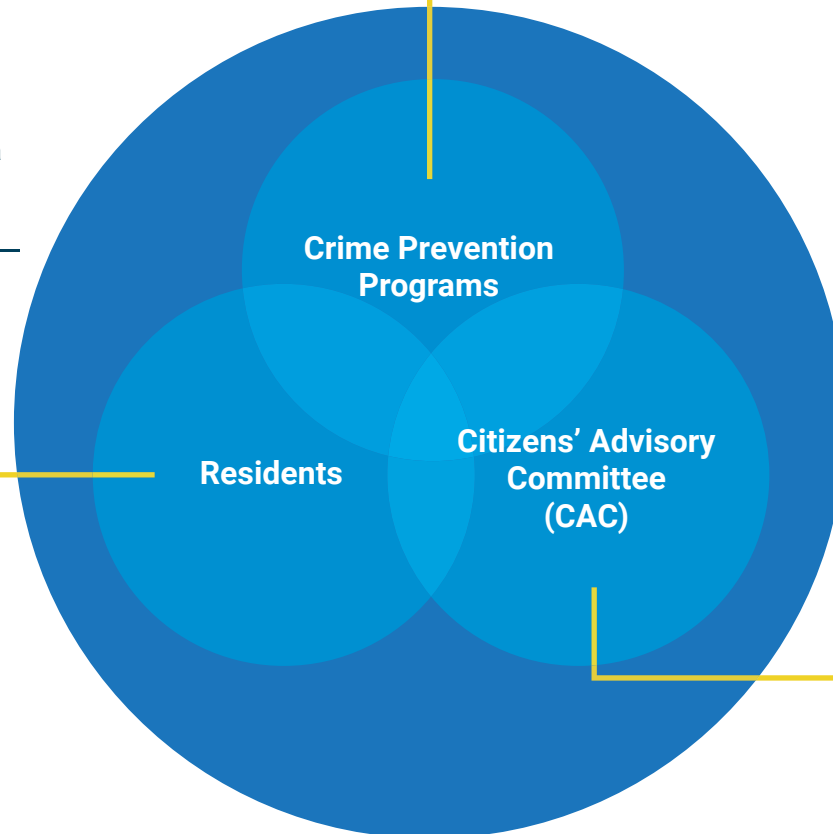 Crime Prevention
Programs
Citizens’ Advisory
Committee
(CAC)
Residents